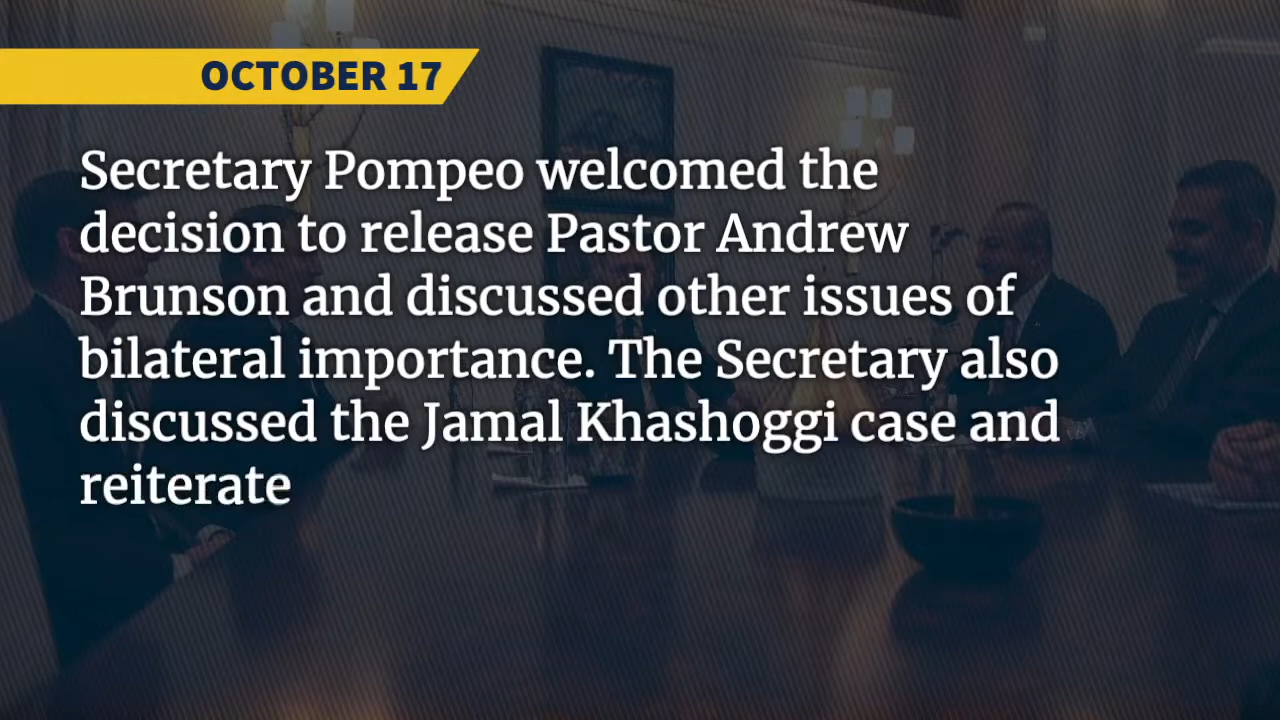 OCTOBER 17
Secretary Pompeo welcomed the
decision to release Pastor Andrew
Brunson and discussed other issues of
bilateral importance. The Secretary also
discussed the Jamal Khashoggi case and
reiterate